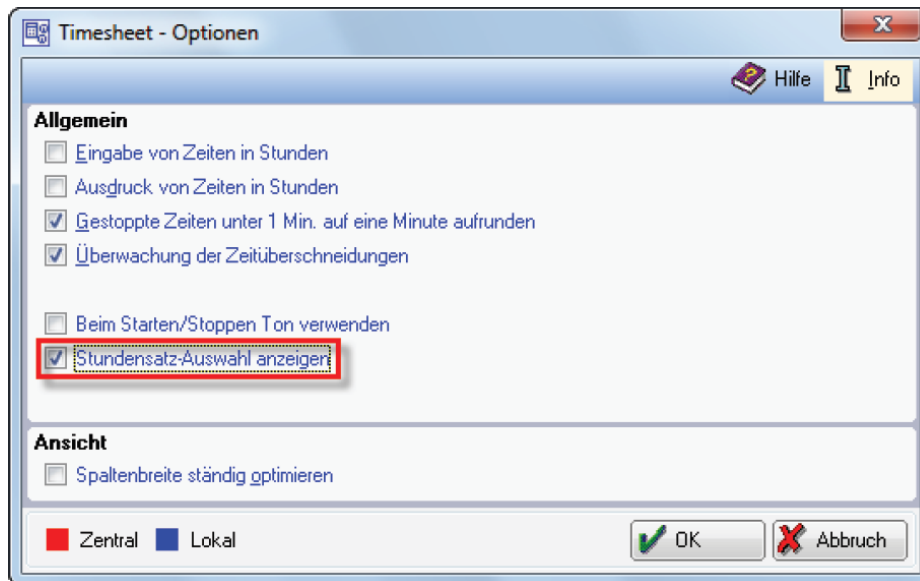 Timesheet - Optionen
Hilfe Info
Allgemein
Eingabe von Zeiten in Stunden
Ausdruck von Zeiten in Stunden
Gestoppte Zeiten unter 1 Min. auf eine Minute aufrunden
Überwachung der Zeitüberschneidungen
Beim Starten/Stoppen Ton verwenden
Stundensatz-Auswahl anzeigen
Ansicht
Spaltenbreite ständig optimieren
Zentral Lokal OK Abbruch